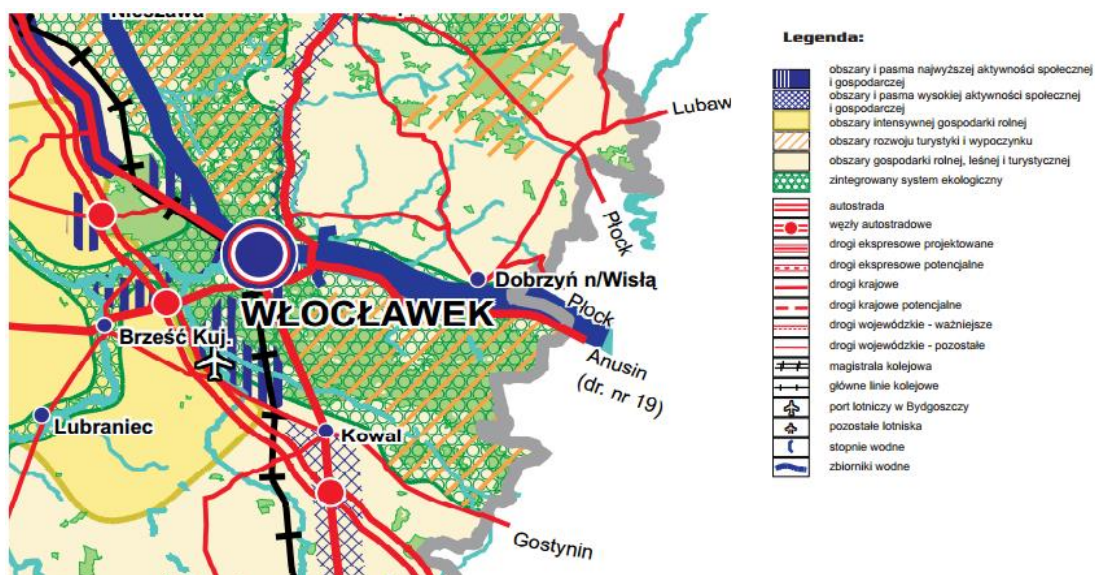 Nieszawa
Lubaw
Płock
Dobrzyń n/Wisłą
Płock
WŁOCŁAWEK
Brześć Kuj.
Anusin
(dr. nr 19)
Lubraniec
Kowal
Gostynin
Legenda:
obszary i pasma najwyższej aktywności społecznej
i gospodarczej
obszary i pasma wysokiej aktywności społecznej
i gospodarczej
obszary intensywnej gospodarki rolnej
obszary rozwoju turystyki i wypoczynku
obszary gospodarki rolnej, leśnej i turystycznej
zintegrowany system ekologiczny
autostrada
węzły autostradowe
drogi ekspresowe projektowane
drogi ekspresowe potencjalne
drogi krajowe
drogi krajowe potencjalne
drogi wojewódzkie - ważniejsze
drogi wojewódzkie - pozostałe
magistrala kolejowa
główne linie kolejowe
port lotniczy w Bydgoszczy
pozostałe lotniska
stopnie wodne
zbiorniki wodne